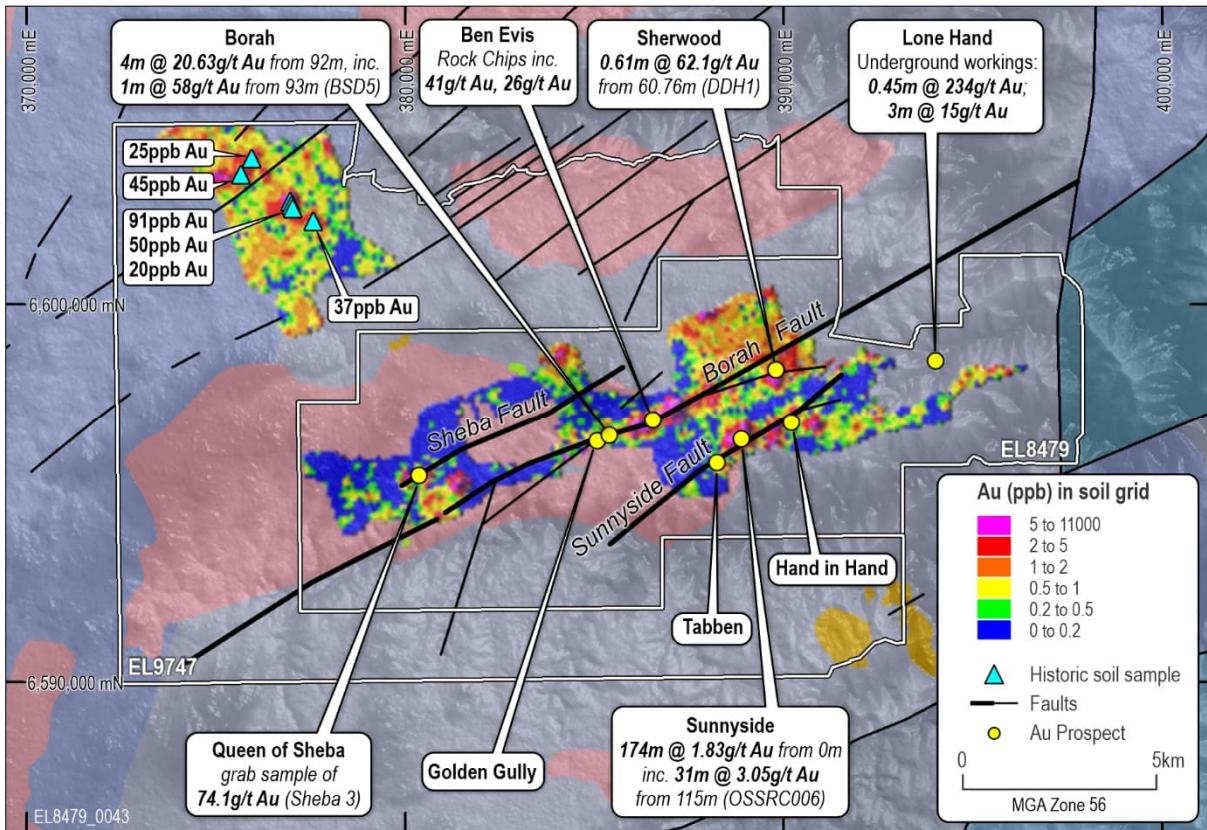 370,000 mE
380,000 mE
390,000 mE
400,000 mE
Borah
4m @ 20.63g/t Au from 92m, inc.
1m @ 58g/t Au from 93m (BSD5)
Ben Evis
Rock Chips inc.
41g/t Au, 26g/t Au
Sherwood
0.61m @ 62.1g/t Au
from 60.76m (DDH1)
Lone Hand
Underground workings:
0.45m @ 234g/t Au;
3m @ 15g/t Au
25ppb Au
45ppb Au
91ppb Au
50ppb Au
20ppb Au
37ppb Au
6,600,000 mN
Borah Fault
Sheba Fault
Sunnyside Fault
EL8479
Hand in Hand
Tabben
EL9747
6,590,000 mN
Queen of Sheba
grab sample of
74.1g/t Au (Sheba 3)
Golden Gully
Sunnyside
174m @ 1.83g/t Au from 0m
inc. 31m @ 3.05g/t Au
from 115m (OSSRC006)
Au (ppb) in soil grid
5 to 11000
2 to 5
1 to 2
0.5 to 1
0.2 to 0.5
0 to 0.2
Historic soil sample
Faults
Au Prospect
0 5km
MGA Zone 56
EL8479_0043